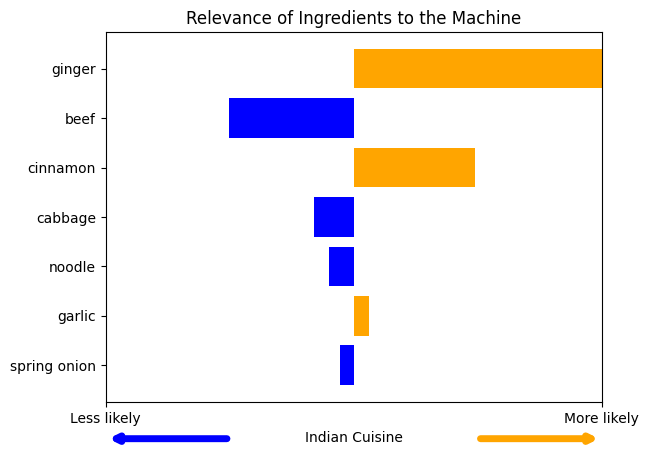 Relevance of Ingredients to the Machine
ginger
beef
cinnamon
cabbage
noodle
garlic
spring onion
Less likely More likely
Indian Cuisine